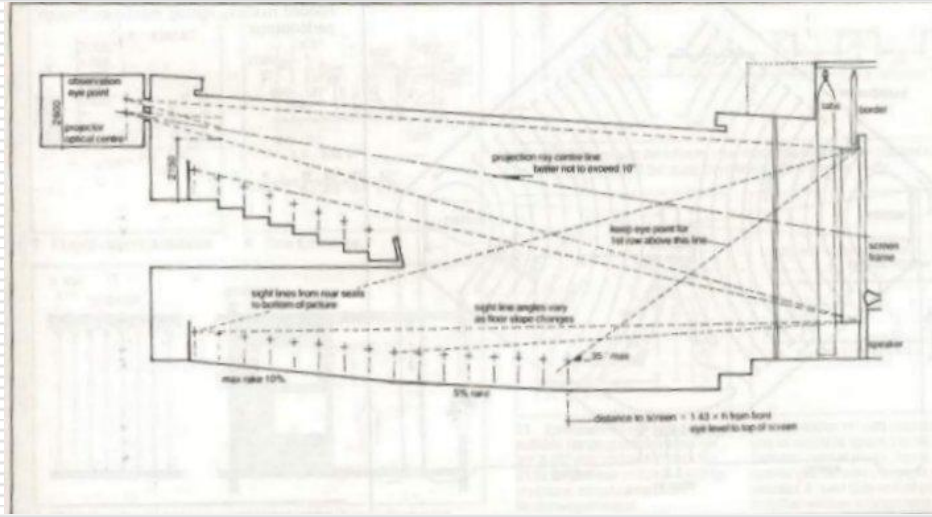 observation
eye point
2600
projector
optical centre
2150
tabs
border
projection ray centre line
better not to exceed 10°
keep eye point for
1st row above this line
screen
frame
sight lines from rear seats
to bottom of picture
sight line angles vary
as floor slope changes
speaker
35° max
max rake 10%
5% rake
distance to screen = 1.43 × h from front
eye level to top of screen